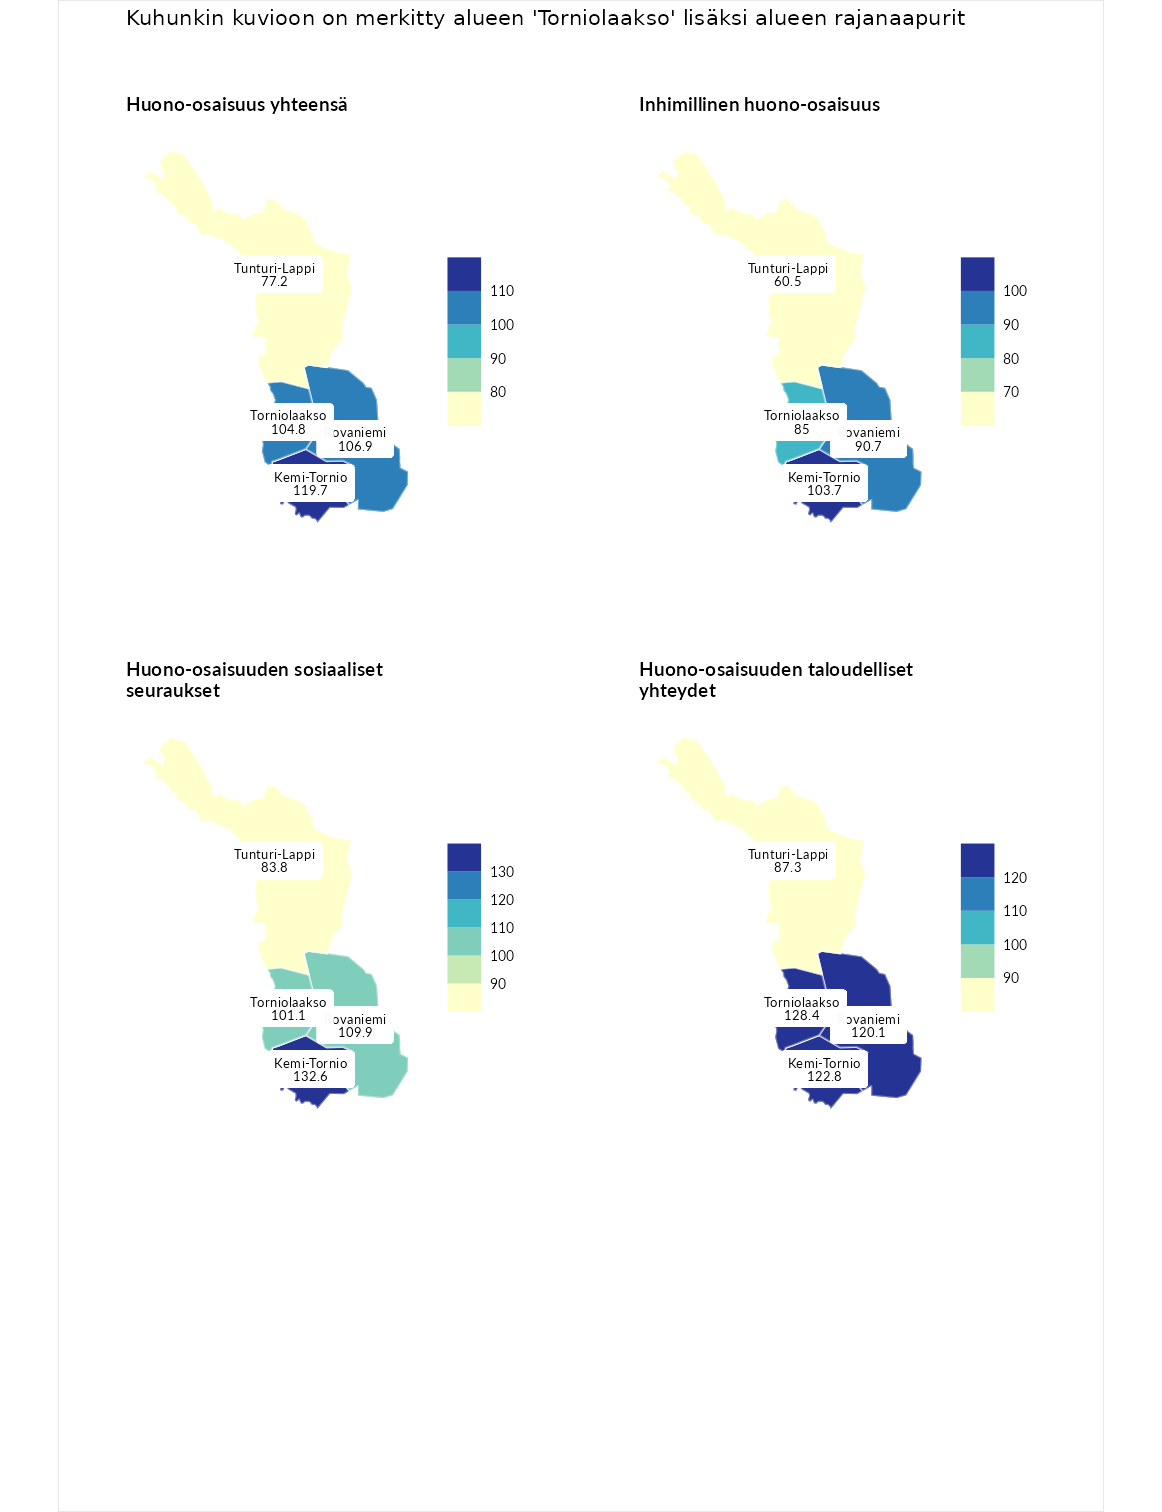 Kuhunkin kuvioon on merkitty alueen 'Torniolaakso' lisäksi alueen rajanaapurit
Huono-osaisuus yhteensä
Tunturi-Lappi
77.2
Torniolaakso
104.8
106.9
Kemi-Tornio
119.7
110
100
90
80
Inhimillinen huono-osaisuus
Tunturi-Lappi
60.5
Torniolaakso
85
90.7
Kemi-Tornio
103.7
100
90
80
70
Huono-osaisuuden sosiaaliset
seuraukset
Tunturi-Lappi
83.8
Torniolaakso
101.1
109.9
Kemi-Tornio
132.6
130
120
110
100
90
Huono-osaisuuden taloudelliset
yhteydet
Tunturi-Lappi
87.3
Torniolaakso
128.4
120.1
Kemi-Tornio
122.8
120
110
100
90